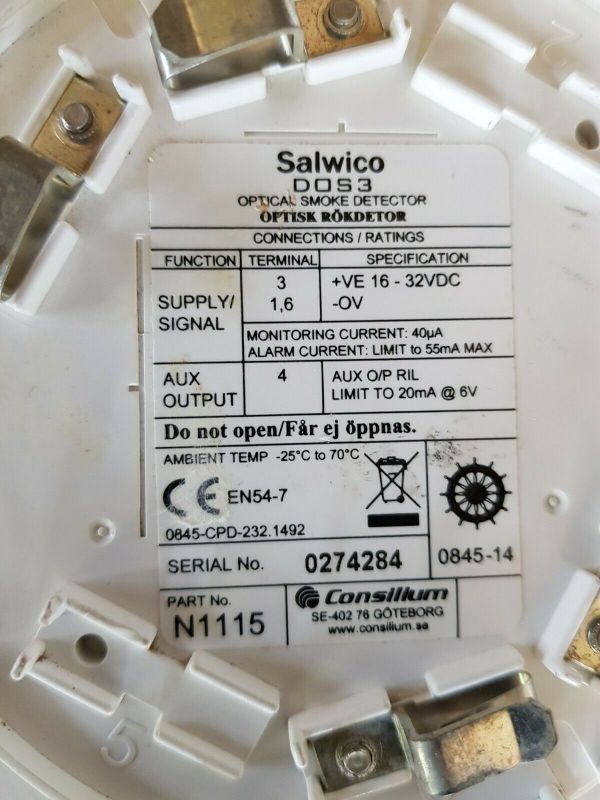 Salwico
DOS3
OPTICAL SMOKE DETECTOR
OPTISK RÖKDETOR
CONNECTIONS / RATINGS
FUNCTION TERMINAL SPECIFICATION
SUPPLY/ SIGNAL
3 +VE 16 - 32VDC
1,6 -OV
MONITORING CURRENT: 40µA
ALARM CURRENT: LIMIT to 55mA MAX
AUX OUTPUT
4 AUX O/P RIL
LIMIT TO 20mA @ 6V
Do not open/Får ej öppnas.
AMBIENT TEMP -25°C to 70°C
CE EN54-7
0845-CPD-232.1492
SERIAL No. 0274284 0845-14
PART No. N1115
Consilium
SE-402 76 GÖTEBORG
www.consilium.se
2
5